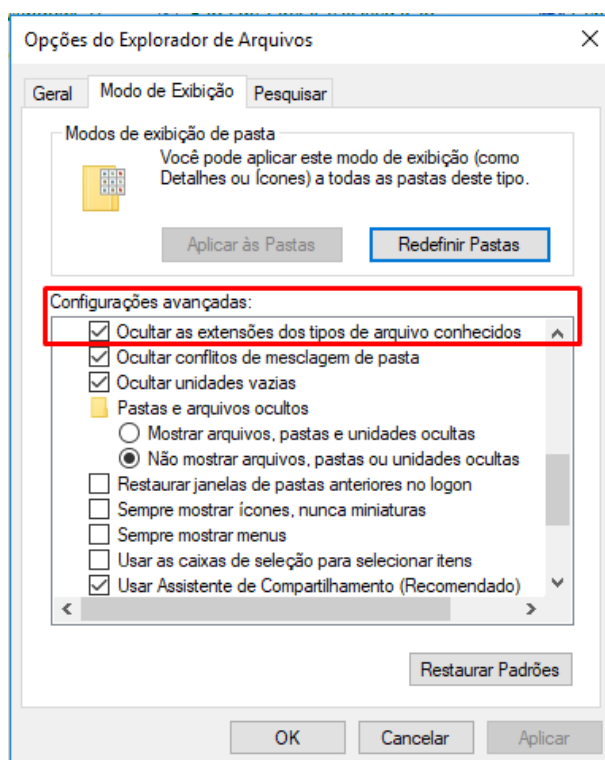 Opções do Explorador de Arquivos
Geral
Modo de Exibição
Pesquisar
Modos de exibição de pasta
Você pode aplicar este modo de exibição (como
Detalhes ou Ícones) a todas as pastas deste tipo.
Aplicar às Pastas
Redefinir Pastas
Configurações avançadas:
Ocultar as extensões dos tipos de arquivo conhecidos
Ocultar conflitos de mesclagem de pasta
Ocultar unidades vazias
Pastas e arquivos ocultos
Mostrar arquivos, pastas e unidades ocultas
Não mostrar arquivos, pastas ou unidades ocultas
Restaurar janelas de pastas anteriores no logon
Sempre mostrar ícones, nunca miniaturas
Sempre mostrar menus
Usar as caixas de seleção para selecionar itens
Usar Assistente de Compartilhamento (Recomendado)
Restaurar Padrões
OK
Cancelar
Aplicar